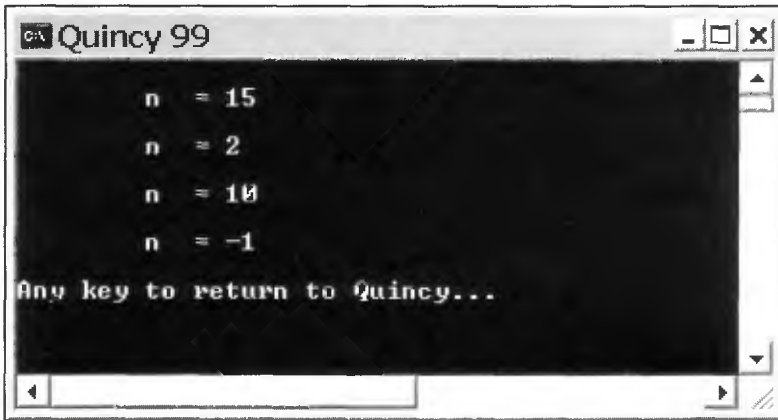 Quincy 99
n = 15
n = 2
n = 10
n = -1
Any key to return to Quincy...